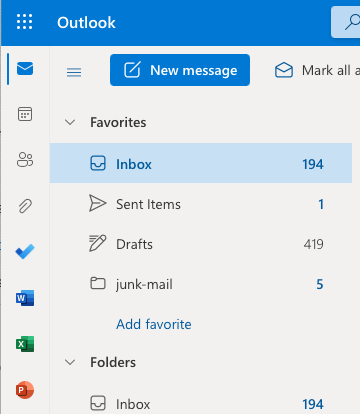 Outlook
New message
Mark all a
Favorites
Inbox 194
Sent Items 1
Drafts 419
junk-mail 5
Add favorite
Folders
Inbox 194